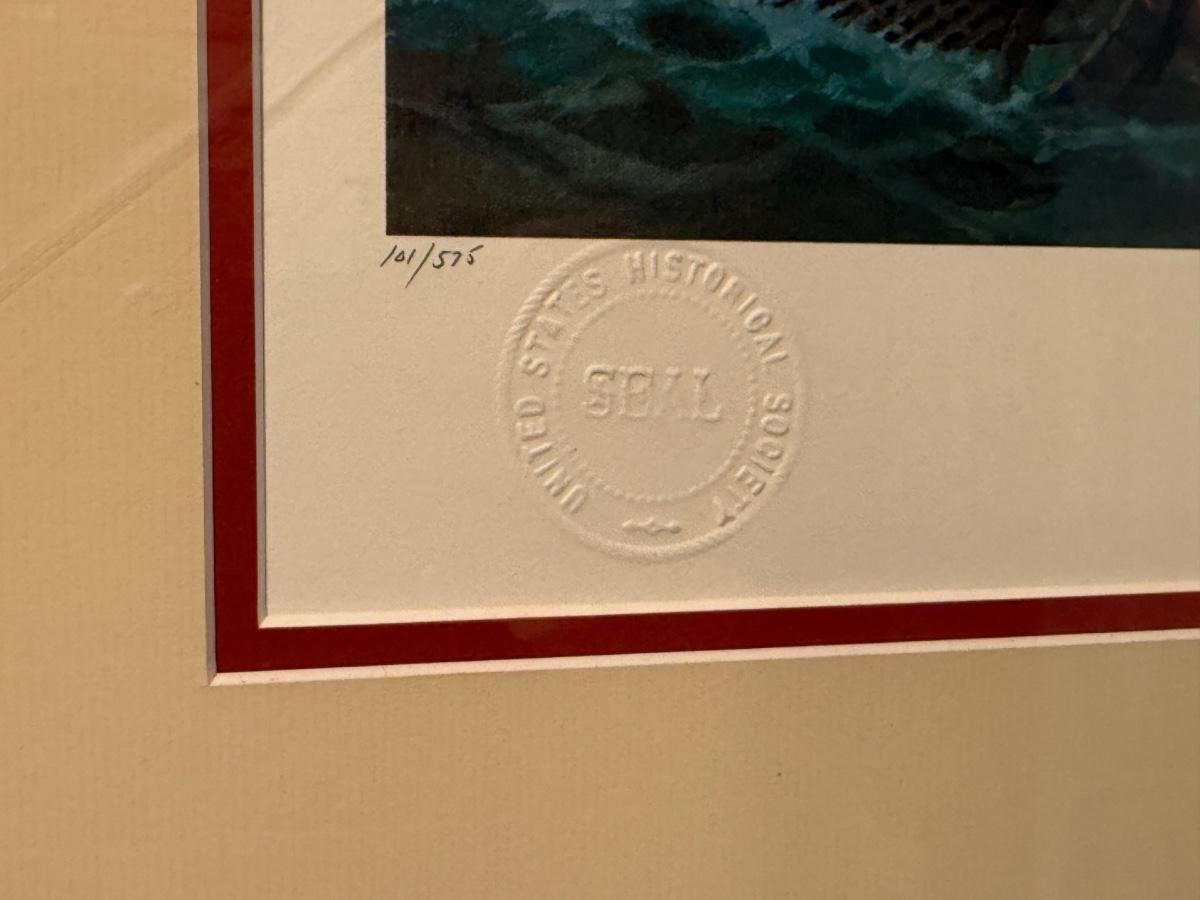 101/575
UNITED STATES HISTORICAL SOCIETY
SEAL